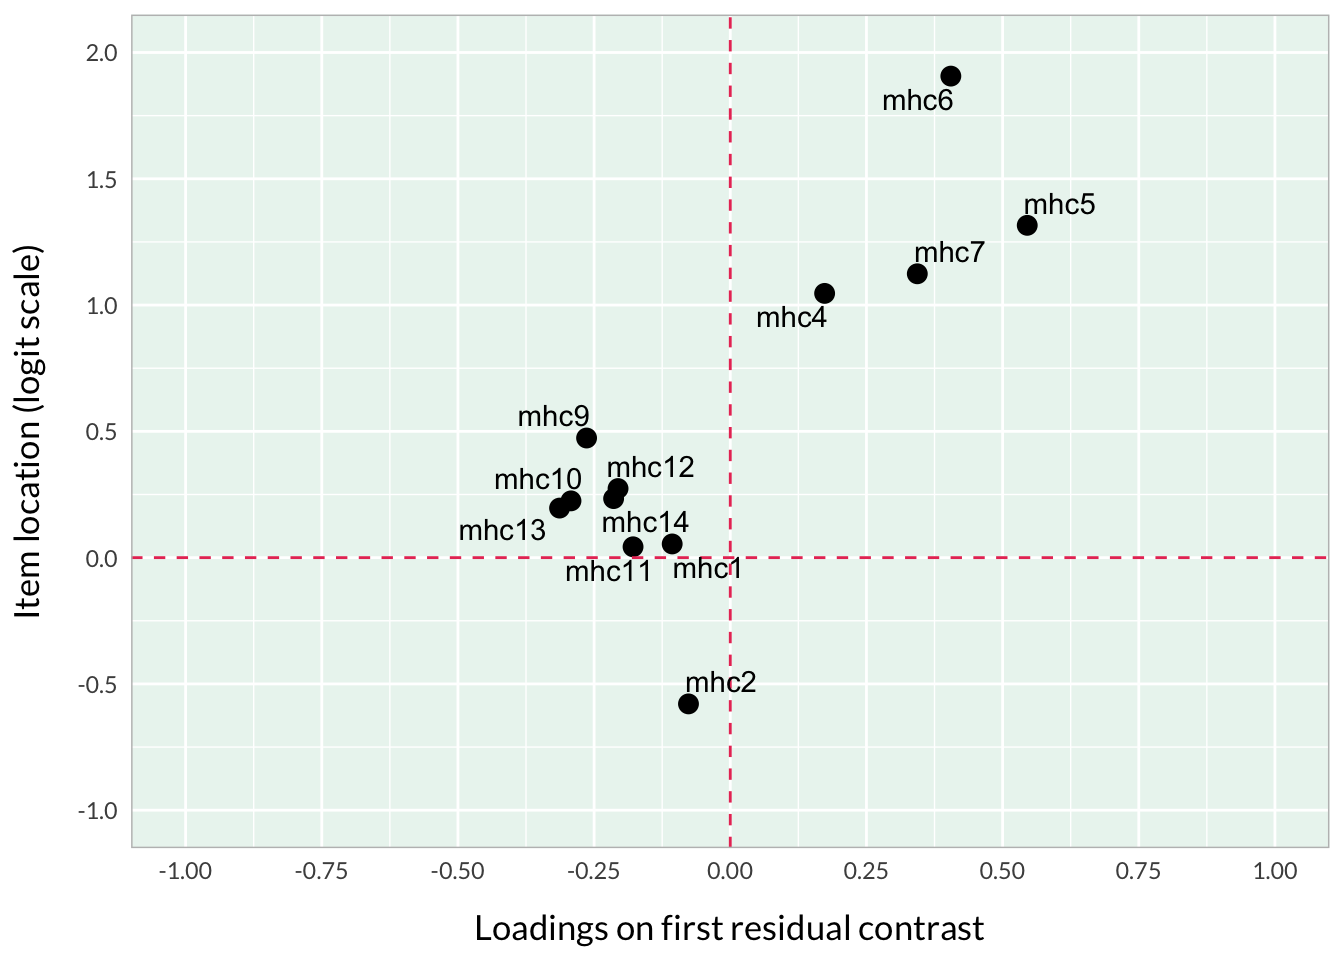 2.0
1.5
1.0
0.5
0.0
-0.5
-1.0
Item location (logit scale)
mhc6
mhc5
mhc7
mhc4
mhc9
mhc12
mhc10
mhc14
mhc13
mhc11
mhc1
mhc2
-1.00 -0.75 -0.50 -0.25 0.00 0.25 0.50 0.75 1.00
Loadings on first residual contrast